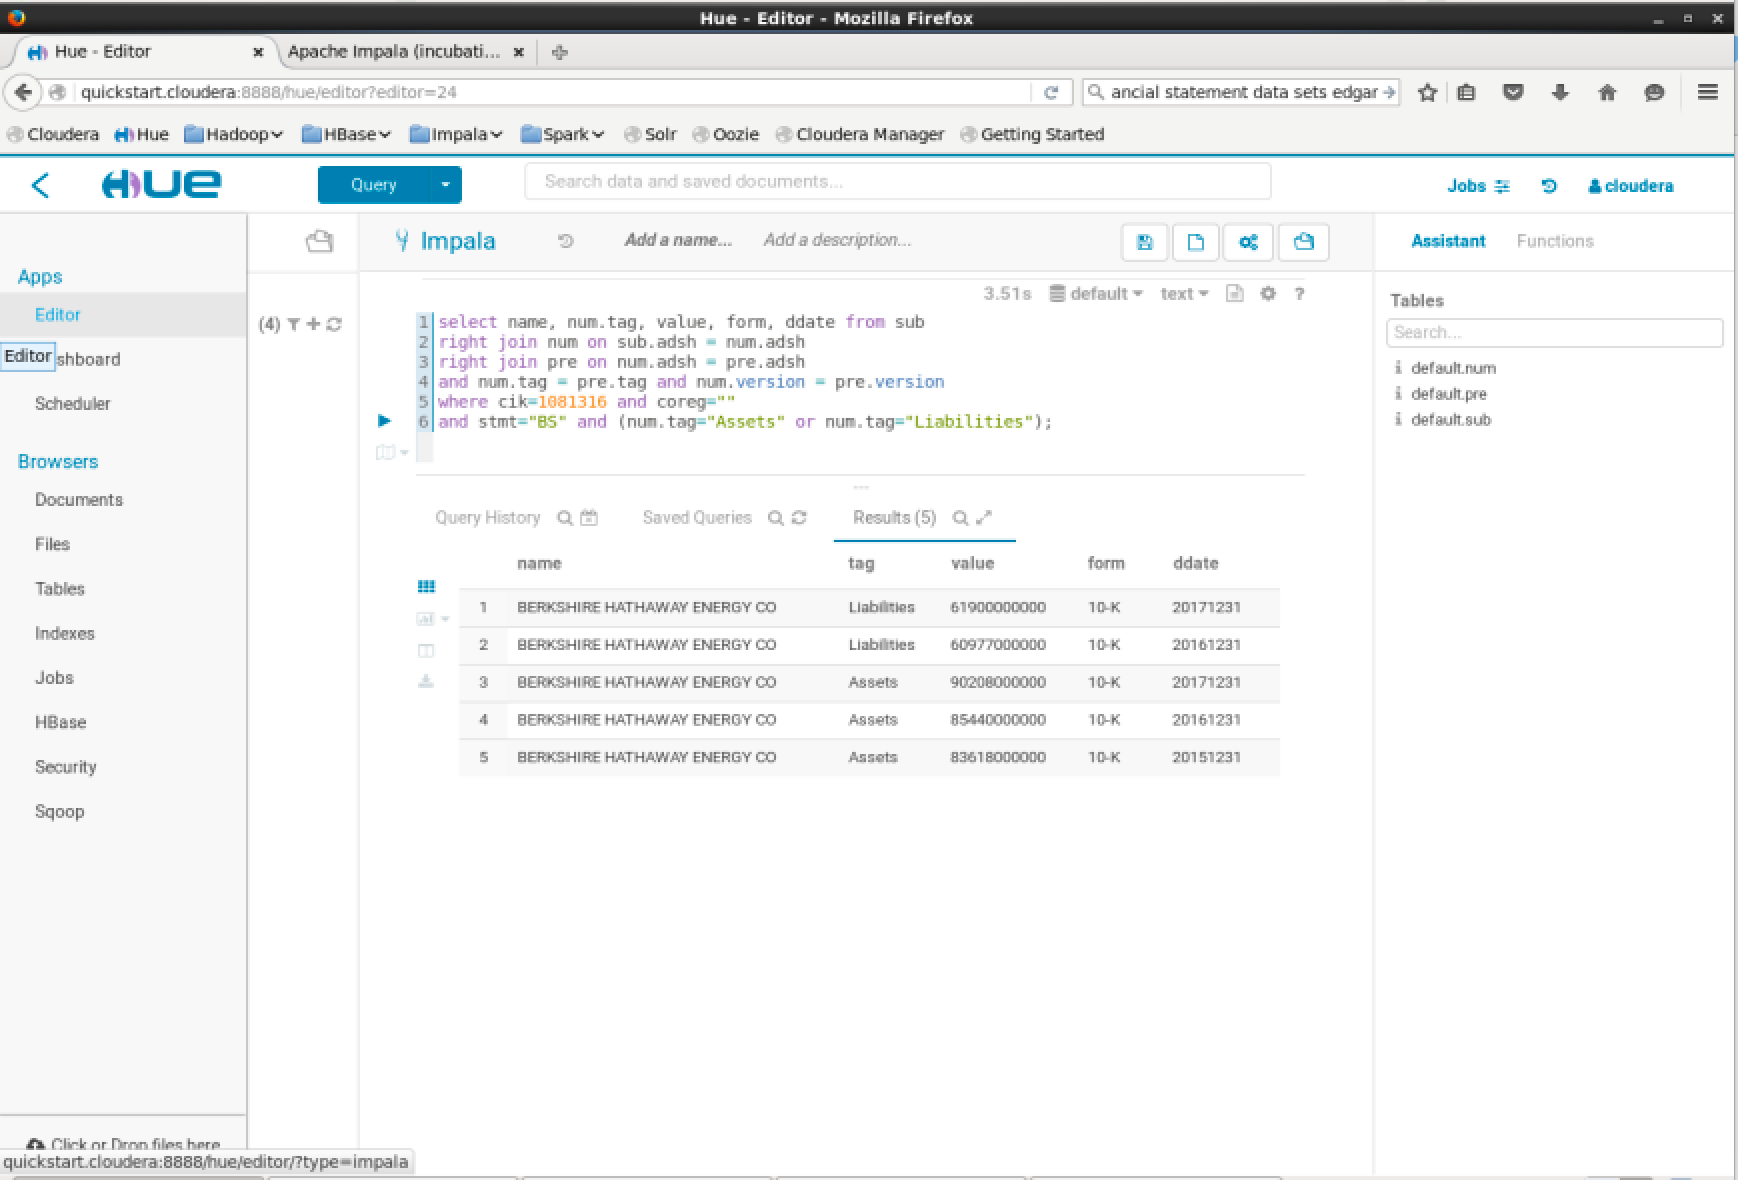 Hue - Editor - Mozilla Firefox
Hue - Editor
Apache Impala (incubati...
quickstart.cloudera:8888/hue/editor?editor=24
ancial statement data sets edgar
Cloudera Hue Hadoop HBase Impala Spark Solr Oozie Cloudera Manager Getting Started
HUE
Query
Search data and saved documents...
Jobs
cloudera
Apps
Editor
Editor
shboard
Scheduler
Browsers
Documents
Files
Tables
Indexes
Jobs
HBase
Security
Sqoop
Click or Drop files here
quickstart.cloudera:8888/hue/editor/?type=impala
(4)
Impala
Add a name...
Add a description...
3.51s default text ?
1 select name, num.tag, value, form, ddate from sub
2 right join num on sub.adsh = num.adsh
3 right join pre on num.adsh = pre.adsh
4 and num.tag = pre.tag and num.version = pre.version
5 where cik=1081316 and coreg=""
6 and stmt="BS" and (num.tag="Assets" or num.tag="Liabilities");
Query History
Saved Queries
Results (5)
name tag value form ddate
1 BERKSHIRE HATHAWAY ENERGY CO Liabilities 61900000000 10-K 20171231
2 BERKSHIRE HATHAWAY ENERGY CO Liabilities 60977000000 10-K 20161231
3 BERKSHIRE HATHAWAY ENERGY CO Assets 90208000000 10-K 20171231
4 BERKSHIRE HATHAWAY ENERGY CO Assets 85440000000 10-K 20161231
5 BERKSHIRE HATHAWAY ENERGY CO Assets 83618000000 10-K 20151231
Assistant
Functions
Tables
Search...
default.num
default.pre
default.sub